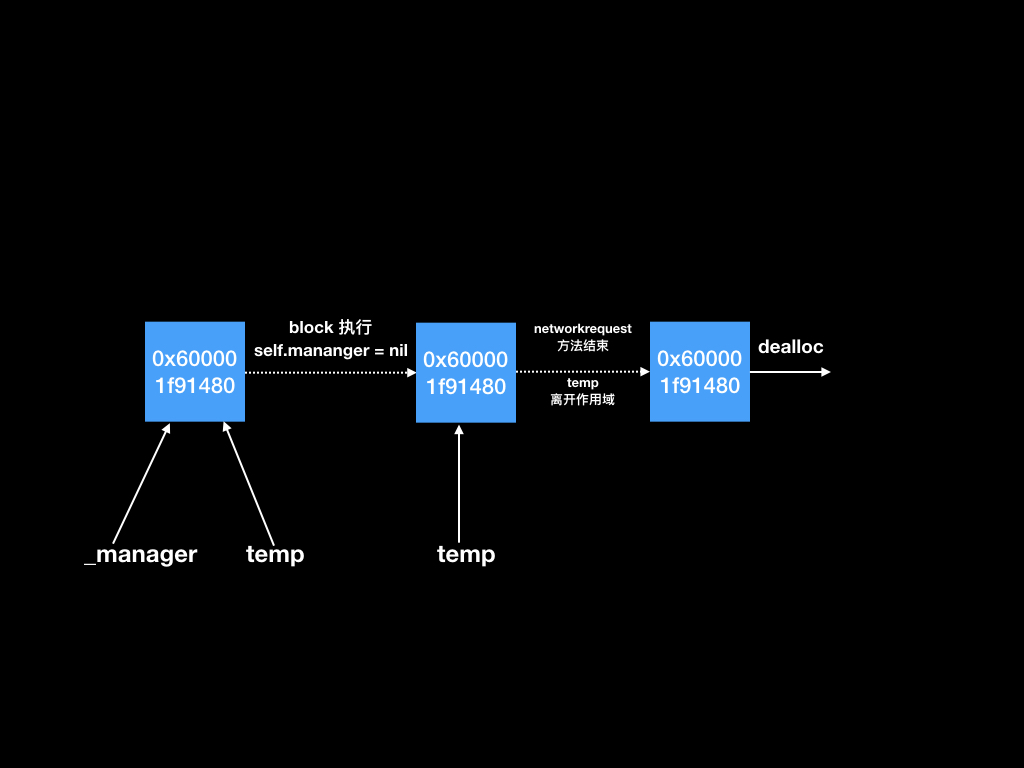 block 执行
self.mananger = nil
networkrequest
方法结束
dealloc
0x60000
1f91480
0x60000
1f91480
0x60000
1f91480
temp
离开作用域
_manager
temp
temp